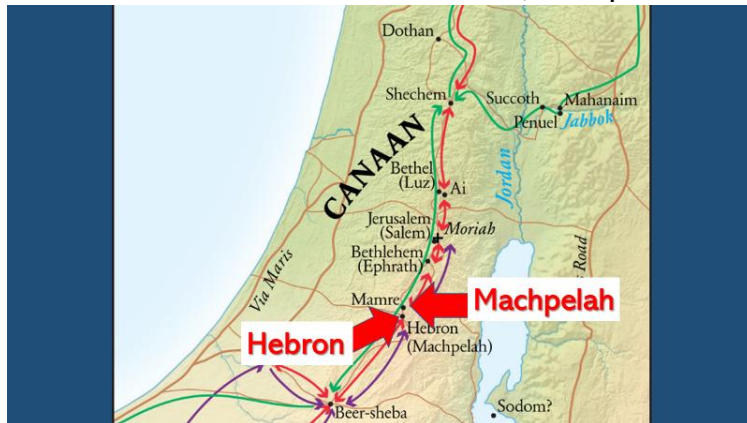 Dothan
Shechem
Succoth
Mahanaim
Penuel
Jabbok
CANAAN
Bethel
(Luz)
Ai
Jordan
Jerusalem
(Salem)
Moriah
Bethlehem
(Ephrath)
Via Maris
Road
Mamre
Machpelah
Hebron
Hebron
(Machpelah)
Beer-sheba
Sodom?